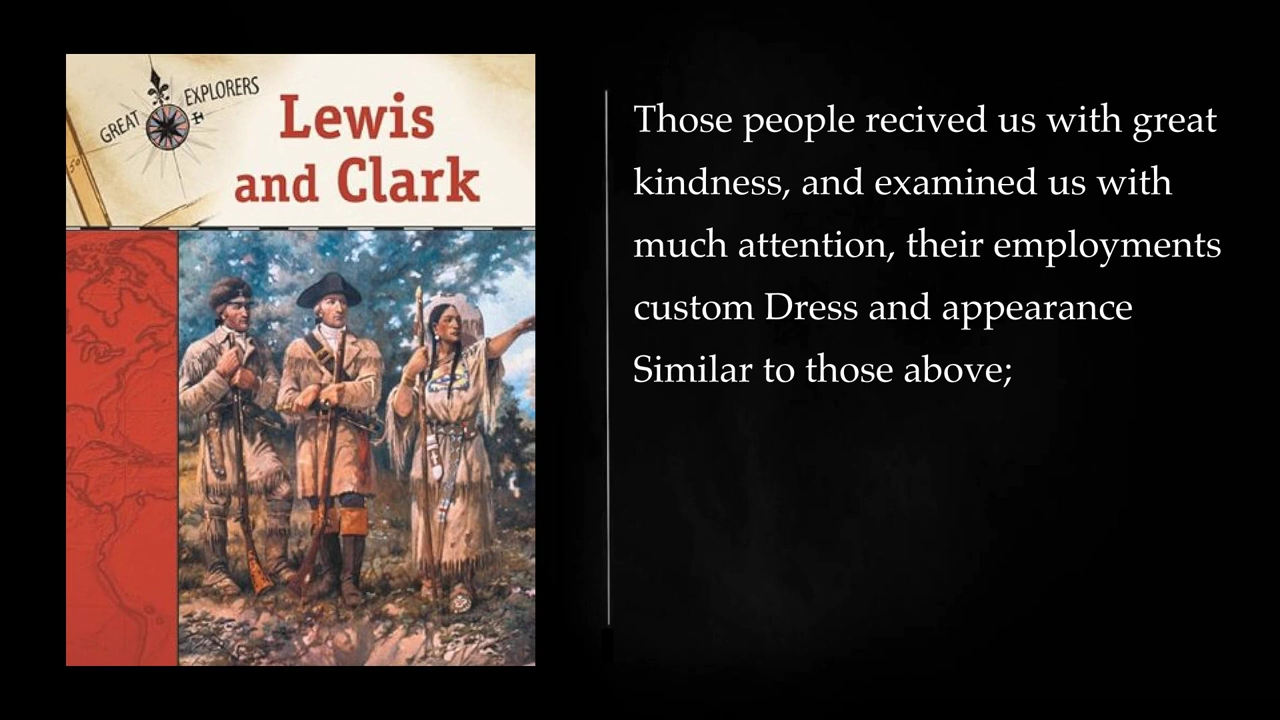 GREAT EXPLORERS
Lewis
and Clark
Those people recived us with great
kindness, and examined us with
much attention, their employments
custom Dress and appearance
Similar to those above;